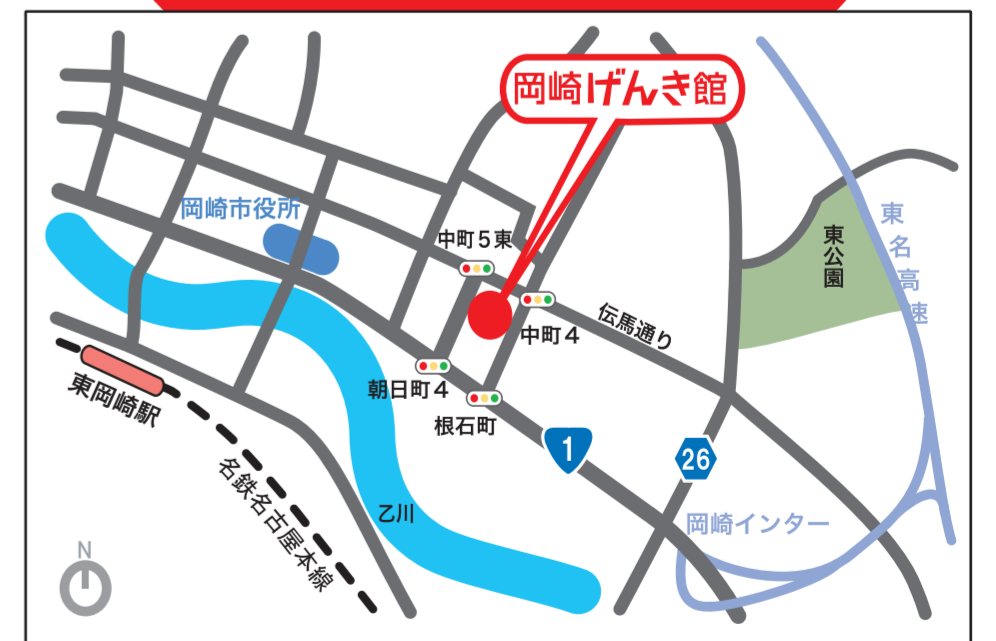 岡崎げんき館
岡崎市役所
中町5東
東名高速
東公園
中町4
伝馬通り
朝日町4
東岡崎駅
根石町
1
26
名鉄名古屋本線
乙川
岡崎インター
N